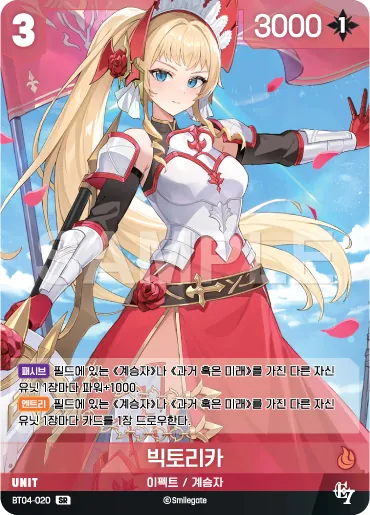 3
3000 1
SAMPLE
패시브 필드에 있는 《계승자》나 《과거 혹은 미래》를 가진 다른 자신
유닛 1장마다 파워+1000.
엔트리 필드에 있는 《계승자》나 《과거 혹은 미래》를 가진 다른 자신
유닛 1장마다 카드를 1장 드로우한다.
빅토리카
UNIT
이펙트 / 계승자
BT04-020 SR
©Smilegate
E7